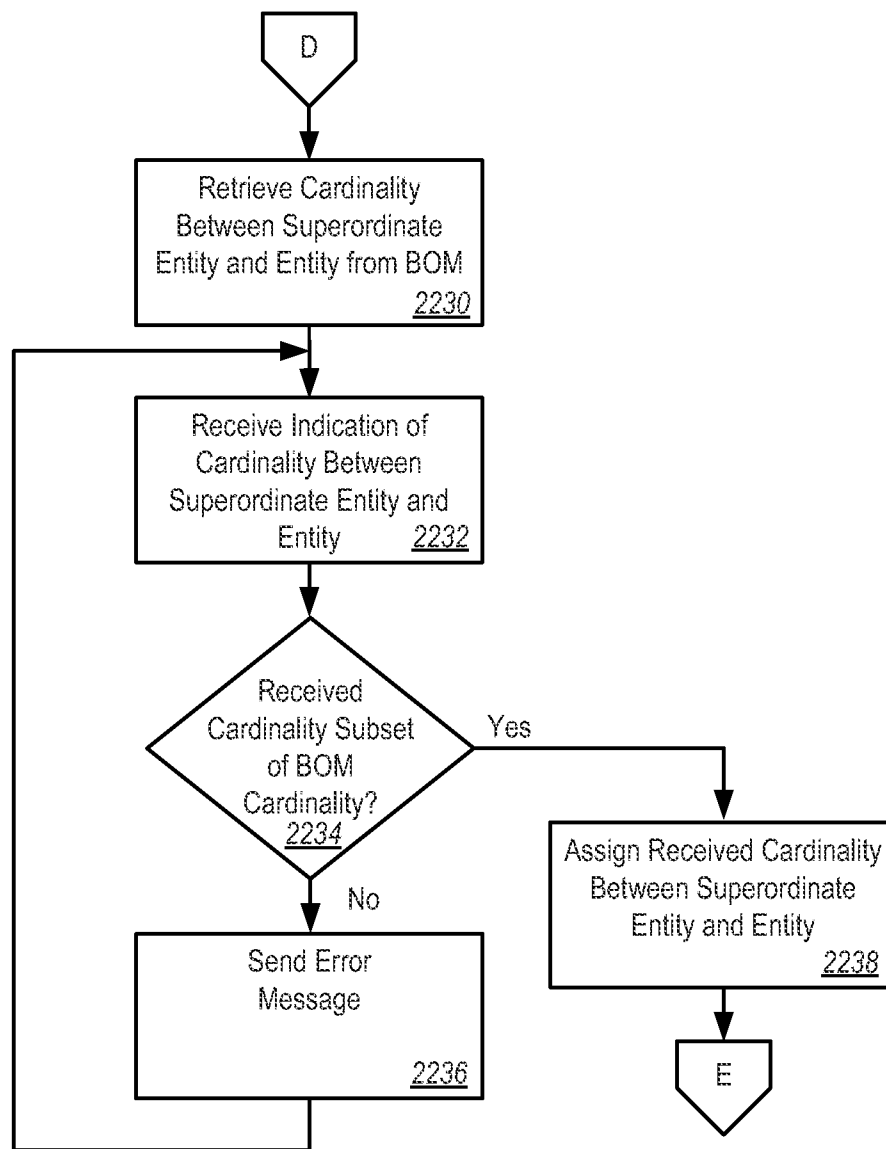 D
Retrieve Cardinality
Between Superordinate
Entity and Entity from BOM
2230
Receive Indication of
Cardinality Between
Superordinate Entity and
Entity 2232
Received
Cardinality Subset
of BOM
Cardinality?
2234
Yes
No
Send Error
Message
2236
Assign Received Cardinality
Between Superordinate
Entity and Entity
2238
E